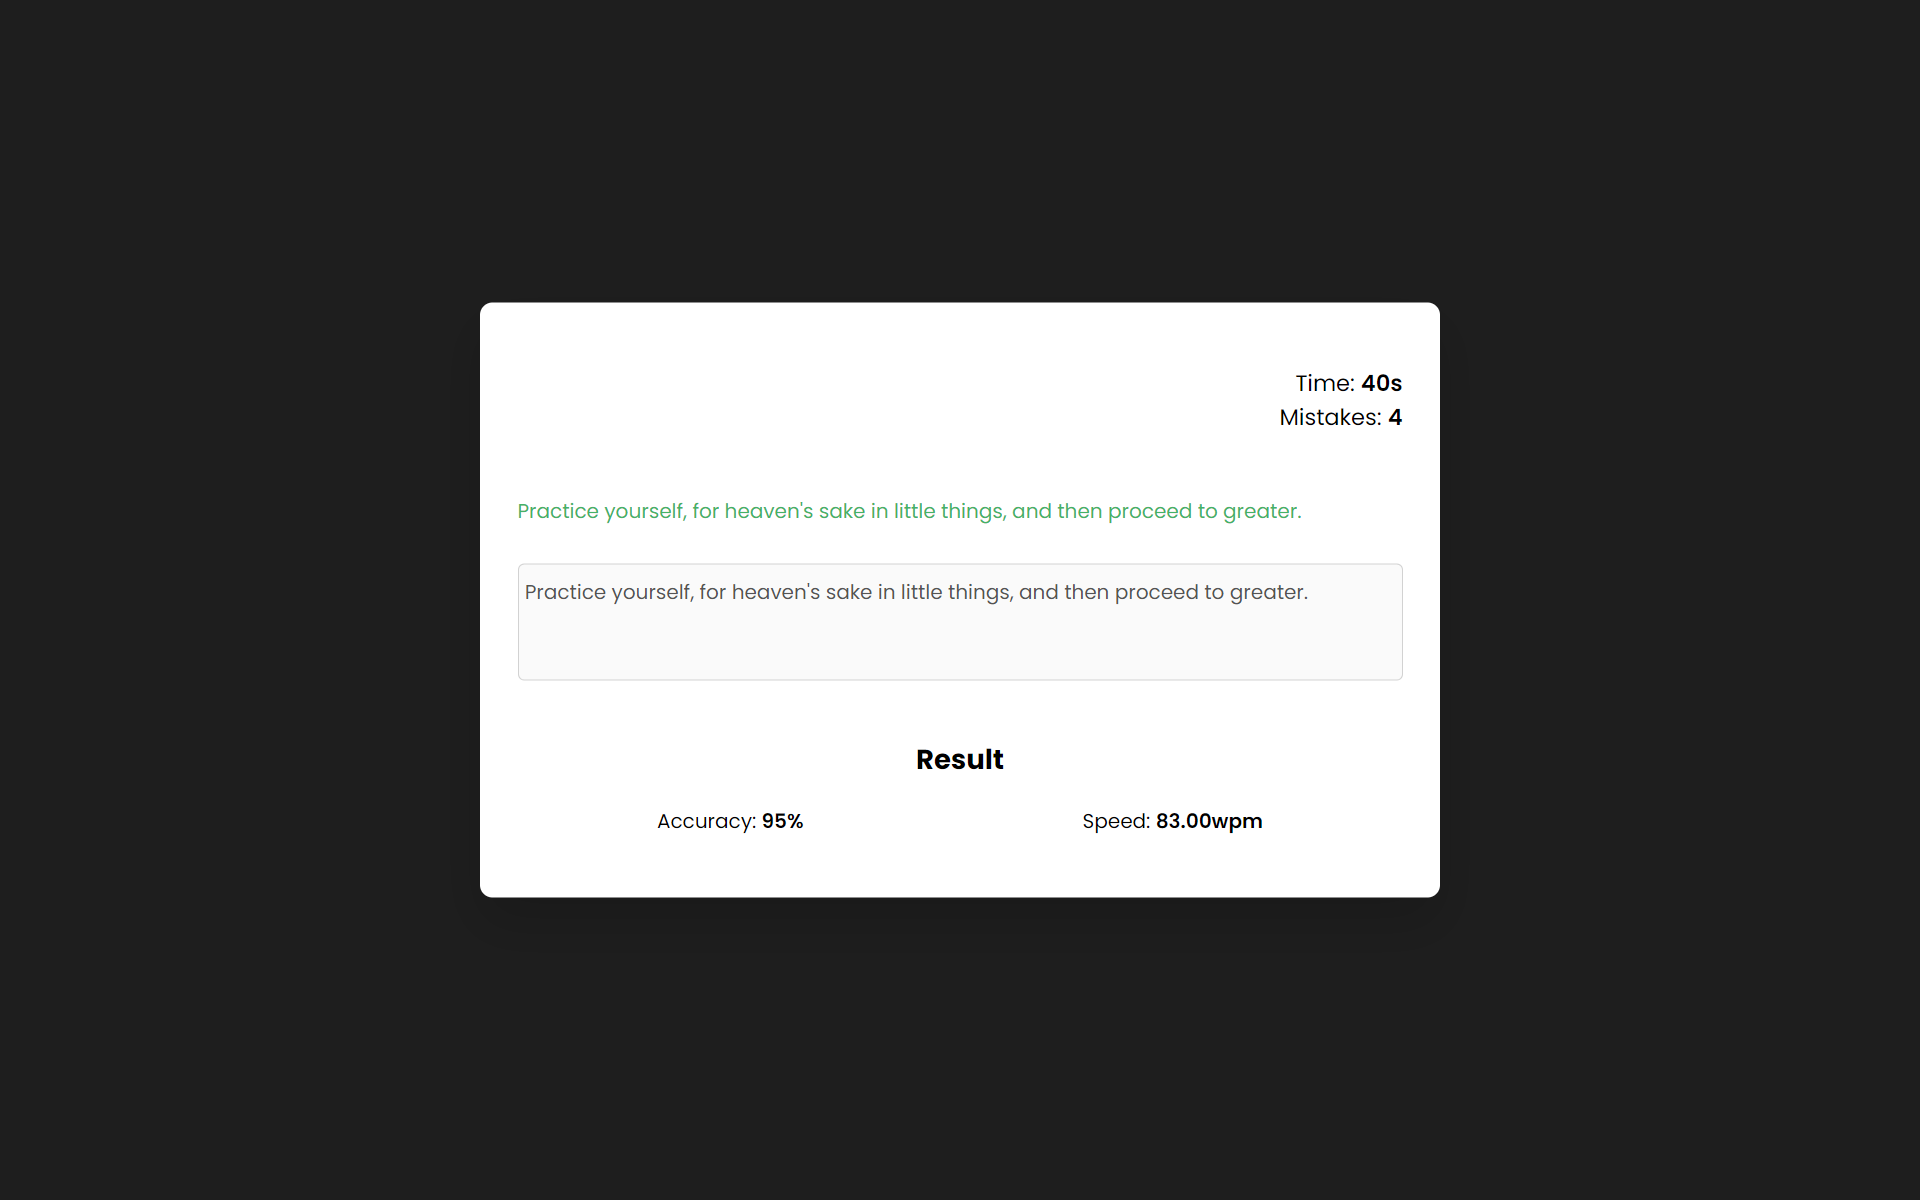 Time: 40s
Mistakes: 4
Practice yourself, for heaven's sake in little things, and then proceed to greater.
Practice yourself, for heaven's sake in little things, and then proceed to greater.
Result
Accuracy: 95% Speed: 83.00wpm